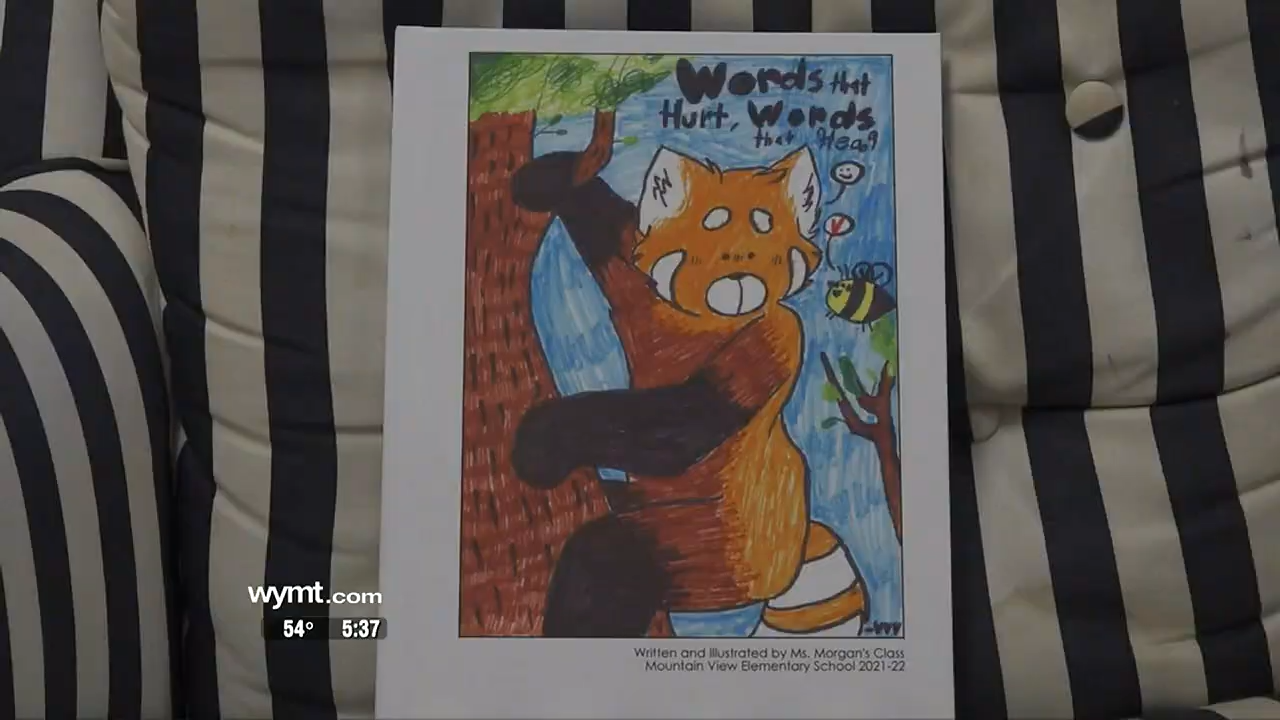 Words that
Hurt, Words
that Heal
wymt.com
54° 5:37
Written and Illustrated by Ms. Morgan's Class
Mountain View Elementary School 2021-22